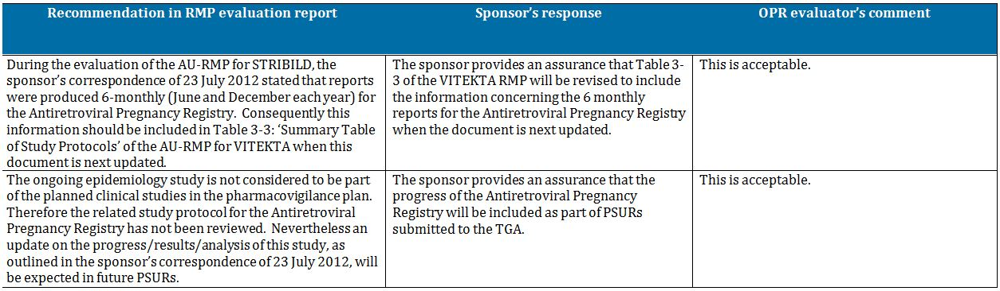 Recommendation in RMP evaluation report
Sponsor's response
OPR evaluator's comment
During the evaluation of the AU-RMP for STRIBILD, the
sponsor's correspondence of 23 July 2012 stated that reports
were produced 6-monthly (June and December each year) for
the Antiretroviral Pregnancy Registry.  Consequently this
information should be included in Table 3-3: 'Summary Table
of Study Protocols' of the AU-RMP for VITEKTA when this
document is next updated.
The sponsor provides an assurance that Table 3-
3 of the VITEKTA RMP will be revised to include
the information concerning the 6 monthly
reports for the Antiretroviral Pregnancy Registry
when the document is next updated.
This is acceptable.
The ongoing epidemiology study is not considered to be part
of the planned clinical studies in the pharmacovigilance plan.
Therefore the related study protocol for the Antiretroviral
Pregnancy Registry has not been reviewed.  Nevertheless an
update on the progress/results/analysis of this study, as
outlined in the sponsor's correspondence of 23 July 2012, will
be expected in future PSURs.
The sponsor provides an assurance that the
progress of the Antiretroviral Pregnancy
Registry will be included as part of PSURs
submitted to the TGA.
This is acceptable.